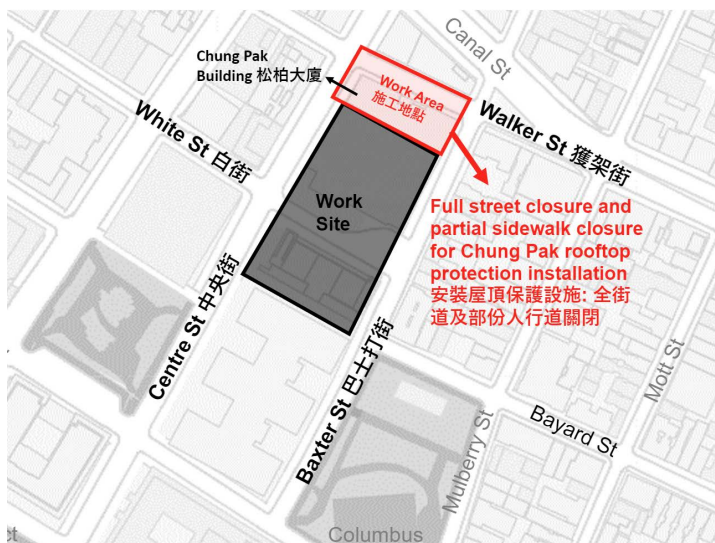 Canal St
Chung Pak
Building 松柏大廈
Work Area
施工地點
White St 白街
Walker St 獲架街
Work
Site
Full street closure and
partial sidewalk closure
for Chung Pak rooftop
protection installation
安裝屋頂保護設施: 全街
道及部份人行道關閉
Centre St 中央街
Baxter St 巴士打街
Mott St
Bayard St
Mulberry St
Columbus
ct